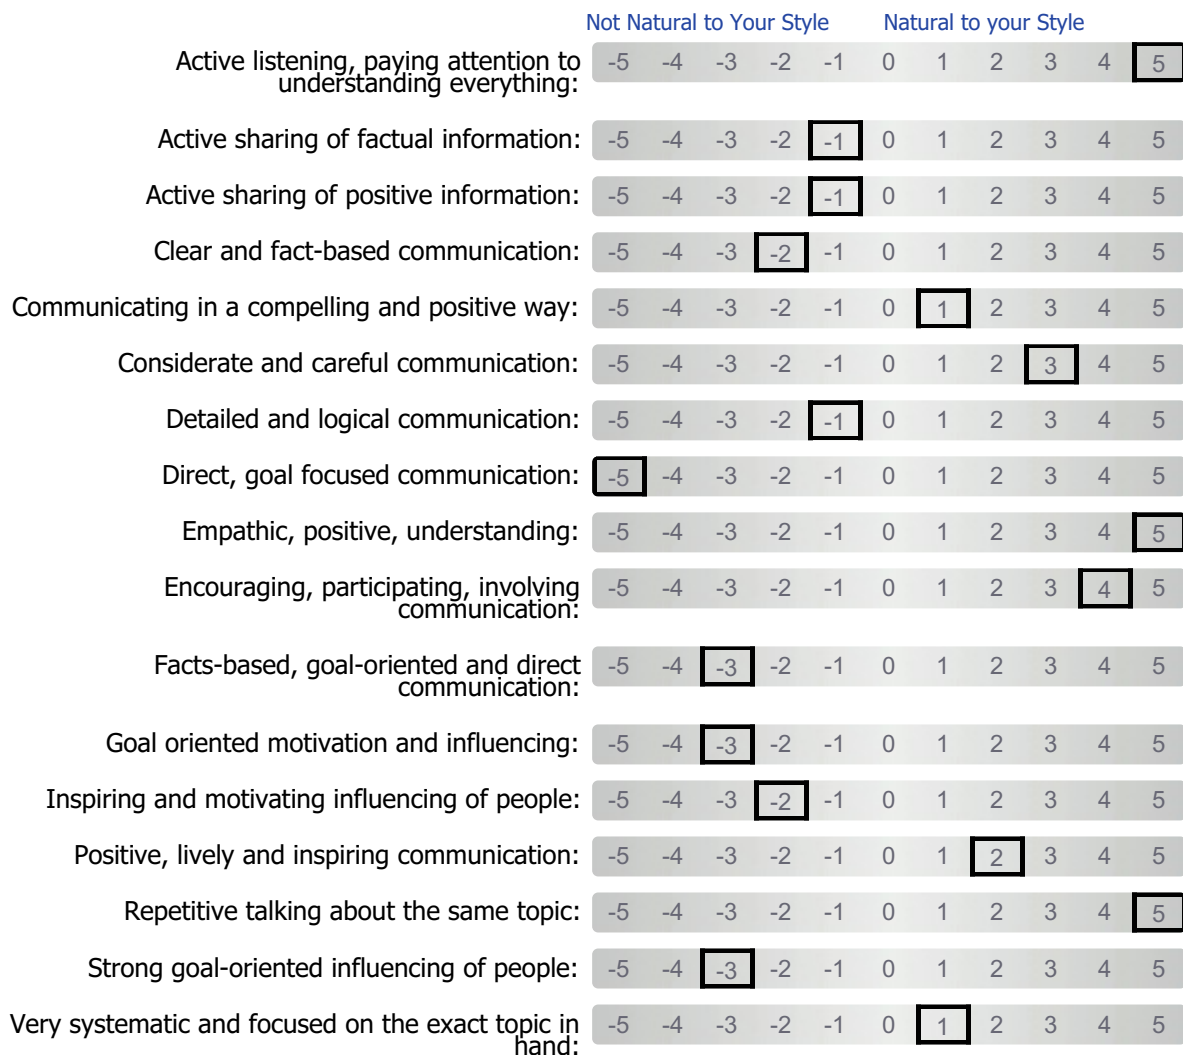 Not Natural to Your Style Natural to your Style
Active listening, paying attention to
understanding everything:
-5 -4 -3 -2 -1 0 1 2 3 4 5
Active sharing of factual information: -5 -4 -3 -2 -1 0 1 2 3 4 5
Active sharing of positive information: -5 -4 -3 -2 -1 0 1 2 3 4 5
Clear and fact-based communication: -5 -4 -3 -2 -1 0 1 2 3 4 5
Communicating in a compelling and positive way: -5 -4 -3 -2 -1 0 1 2 3 4 5
Considerate and careful communication: -5 -4 -3 -2 -1 0 1 2 3 4 5
Detailed and logical communication: -5 -4 -3 -2 -1 0 1 2 3 4 5
Direct, goal focused communication: -5 -4 -3 -2 -1 0 1 2 3 4 5
Empathic, positive, understanding: -5 -4 -3 -2 -1 0 1 2 3 4 5
Encouraging, participating, involving
communication:
-5 -4 -3 -2 -1 0 1 2 3 4 5
Facts-based, goal-oriented and direct
communication:
-5 -4 -3 -2 -1 0 1 2 3 4 5
Goal oriented motivation and influencing: -5 -4 -3 -2 -1 0 1 2 3 4 5
Inspiring and motivating influencing of people: -5 -4 -3 -2 -1 0 1 2 3 4 5
Positive, lively and inspiring communication: -5 -4 -3 -2 -1 0 1 2 3 4 5
Repetitive talking about the same topic: -5 -4 -3 -2 -1 0 1 2 3 4 5
Strong goal-oriented influencing of people: -5 -4 -3 -2 -1 0 1 2 3 4 5
Very systematic and focused on the exact topic in
hand:
-5 -4 -3 -2 -1 0 1 2 3 4 5